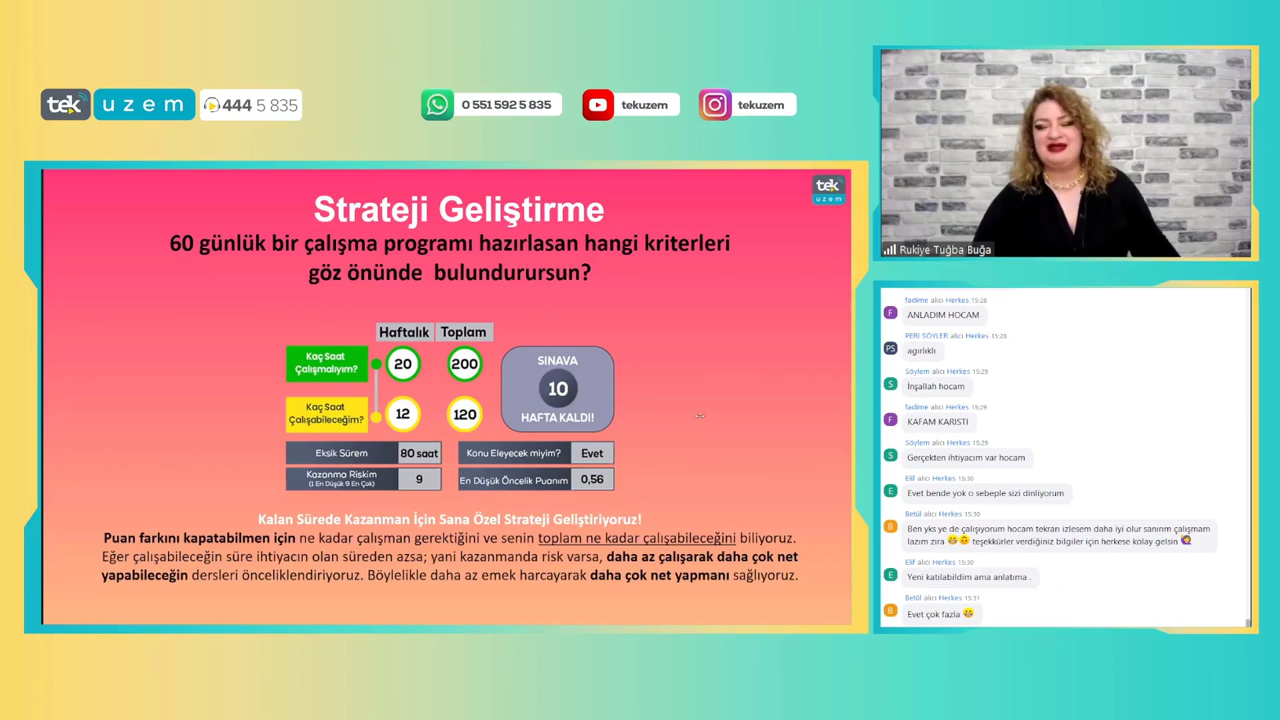 tek uzem 444 5 835
0 551 592 5 835
tekuzem
tekuzem
tek
uzem
Strateji Geliştirme
60 günlük bir çalışma programı hazırlasan hangi kriterleri
göz önünde bulundurursun?
Haftalık Toplam
Kaç Saat
Çalışmalıyım?
20 200
Kaç Saat
Çalışabileceğim?
12 120
SINAVA
10
HAFTA KALDI!
Eksik Sürem 80 saat
Konu Eleyecek miyim? Evet
Kazanma Riskim
(1 En Düşük 9 En Çok)
9
En Düşük Öncelik Puanım 0,56
Kalan Sürede Kazanman İçin Sana Özel Strateji Geliştiriyoruz!
Puan farkını kapatabilmen için ne kadar çalışman gerektiğini ve senin toplam ne kadar çalışabileceğini biliyoruz.
Eğer çalışabileceğin süre ihtiyacın olan süreden azsa; yani kazanmanda risk varsa, daha az çalışarak daha çok net
yapabileceğin dersleri önceliklendiriyoruz. Böylelikle daha az emek harcayarak daha çok net yapmanı sağlıyoruz.
Rukiye Tuğba Buğa
fadime alıcı Herkes 15:28
F
ANLADIM HOCAM
PERİ SÖYLER alıcı Herkes 15:28
PS
agırlıklı
Söylem alıcı Herkes 15:29
S
İnşallah hocam
fadime alıcı Herkes 15:29
F
KAFAM KARISTI
Söylem alıcı Herkes 15:29
S
Gerçekten ihtiyacım var hocam
Elif alıcı Herkes 15:30
E
Evet bende yok o sebeple sizi dinliyorum
Betül alıcı Herkes 15:30
B
Ben yks ye de çalışıyorum hocam tekrarı izlesem daha iyi olur sanırım çalışmam
lazım zira teşekkürler verdiğiniz bilgiler için herkese kolay gelsin
Elif alıcı Herkes 15:30
E
Yeni katılabildim ama anlatıma .
Betül alıcı Herkes 15:31
B
Evet çok fazla